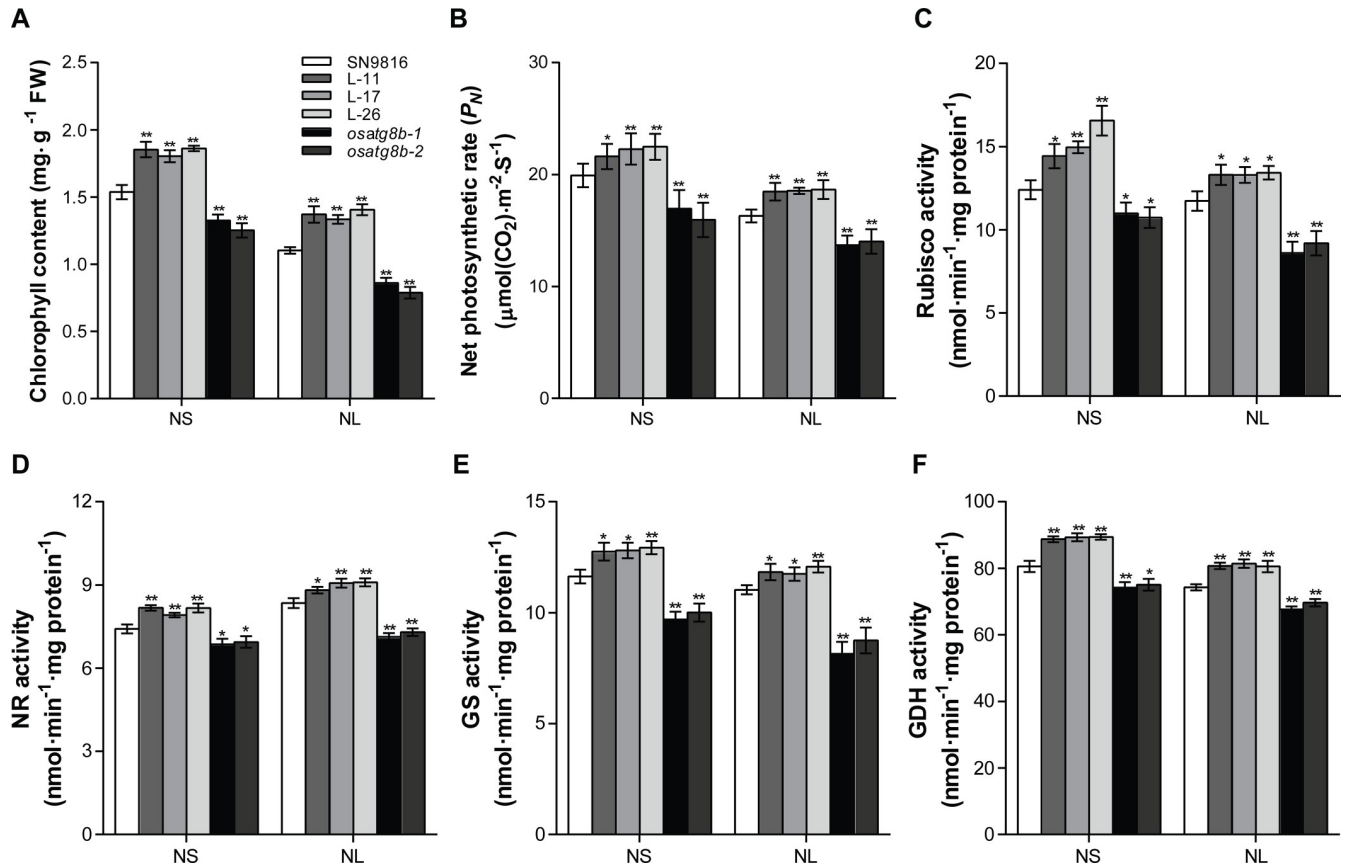 A
Chlorophyll content (mg· g⁻¹ FW)
2.5
2.0
1.5
1.0
0.5
0.0
SN9816
L-11
L-17
L-26
osatg8b-1
osatg8b-2
** ** ** ** ** ** ** ** ** **
NS NL
B
Net photosynthetic rate (P_N)
(μmol(CO₂)·m⁻²·S⁻¹)
30
20
10
0
* ** ** ** ** ** ** ** ** **
NS NL
C
Rubisco activity
(nmol·min⁻¹·mg protein⁻¹)
20
15
10
5
0
* ** ** * * * * * ** **
NS NL
D
NR activity
(nmol·min⁻¹·mg protein⁻¹)
12
9
6
3
0
** ** ** * * * ** ** ** **
NS NL
E
GS activity
(nmol·min⁻¹·mg protein⁻¹)
15
10
5
0
* * ** ** ** * * ** ** **
NS NL
F
GDH activity
(nmol·min⁻¹·mg protein⁻¹)
100
80
60
40
20
0
** ** ** ** * ** ** ** ** **
NS NL